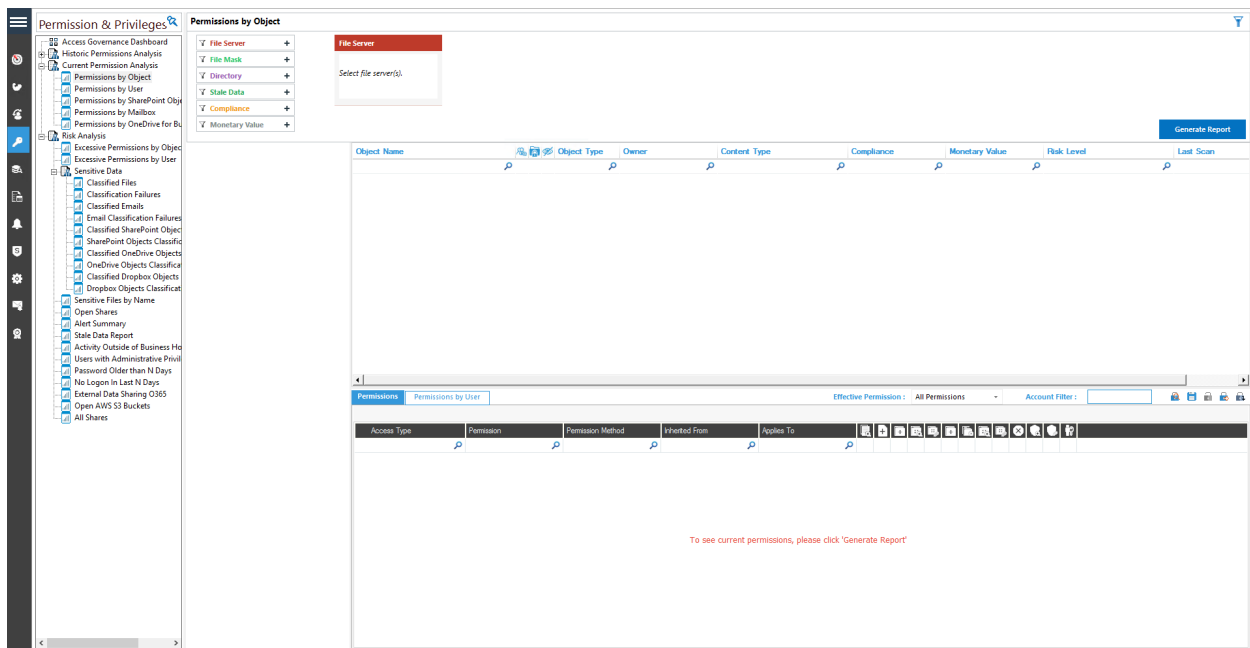 Permission & Privileges
Access Governance Dashboard
Historic Permissions Analysis
Current Permission Analysis
Permissions by Object
Permissions by User
Permissions by SharePoint Obje
Permissions by Mailbox
Permissions by OneDrive for Bu
Risk Analysis
Excessive Permissions by Objec
Excessive Permissions by User
Sensitive Data
Classified Files
Classification Failures
Classified Emails
Email Classification Failures
Classified SharePoint Objec
SharePoint Objects Classific
Classified OneDrive Objects
OneDrive Objects Classifica
Classified Dropbox Objects
Dropbox Objects Classificat
Sensitive Files by Name
Open Shares
Alert Summary
Stale Data Report
Activity Outside of Business Ho
Users with Administrative Privil
Password Older than N Days
No Logon In Last N Days
External Data Sharing O365
Open AWS S3 Buckets
All Shares
Permissions by Object
File Server +
File Mask +
Directory +
Stale Data +
Compliance +
Monetary Value +
File Server
Select file server(s).
Generate Report
Object Name Object Type Owner Content Type Compliance Monetary Value Risk Level Last Scan
Permissions Permissions by User Effective Permission : All Permissions Account Filter :
Access Type Permission Permission Method Inherited From Applies To
To see current permissions, please click 'Generate Report'